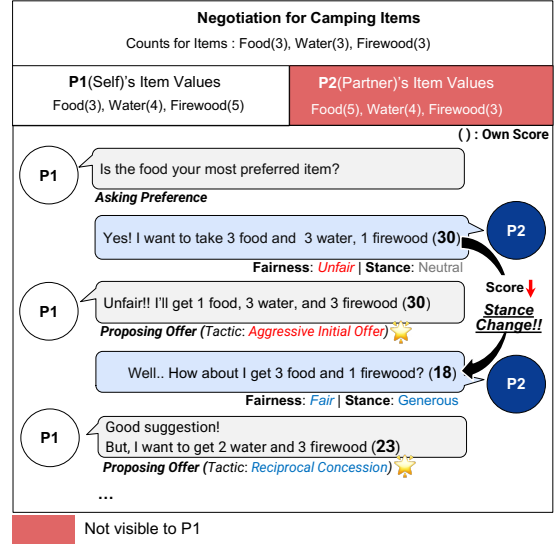 Negotiation for Camping Items
Counts for Items : Food(3), Water(3), Firewood(3)
P1(Self)'s Item Values
Food(3), Water(4), Firewood(5)
P2(Partner)'s Item Values
Food(5), Water(4), Firewood(3)
( ) : Own Score
P1
Is the food your most preferred item?
Asking Preference
Yes! I want to take 3 food and 3 water, 1 firewood (30)
P2
Fairness: Unfair | Stance: Neutral
Score
Stance
Change!!
P1
Unfair!! I'll get 1 food, 3 water, and 3 firewood (30)
Proposing Offer (Tactic: Aggressive Initial Offer)
Well.. How about I get 3 food and 1 firewood? (18)
P2
Fairness: Fair | Stance: Generous
P1
Good suggestion!
But, I want to get 2 water and 3 firewood (23)
Proposing Offer (Tactic: Reciprocal Concession)
...
Not visible to P1